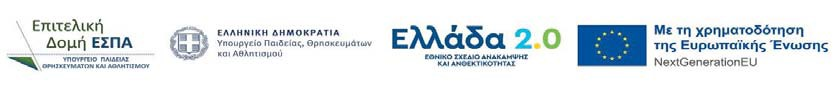 Επιτελική
Δομή ΕΣΠΑ
ΥΠΟΥΡΓΕΙΟ ΠΑΙΔΕΙΑΣ
ΘΡΗΣΚΕΥΜΑΤΩΝ ΚΑΙ ΑΘΛΗΤΙΣΜΟΥ
ΕΛΛΗΝΙΚΗ ΔΗΜΟΚΡΑΤΙΑ
Υπουργείο Παιδείας, Θρησκευμάτων
και Αθλητισμού
Ελλάδα 2.0
ΕΘΝΙΚΟ ΣΧΕΔΙΟ ΑΝΑΚΑΜΨΗΣ
ΚΑΙ ΑΝΘΕΚΤΙΚΟΤΗΤΑΣ
Με τη χρηματοδότηση
της Ευρωπαϊκής Ένωσης
NextGenerationEU